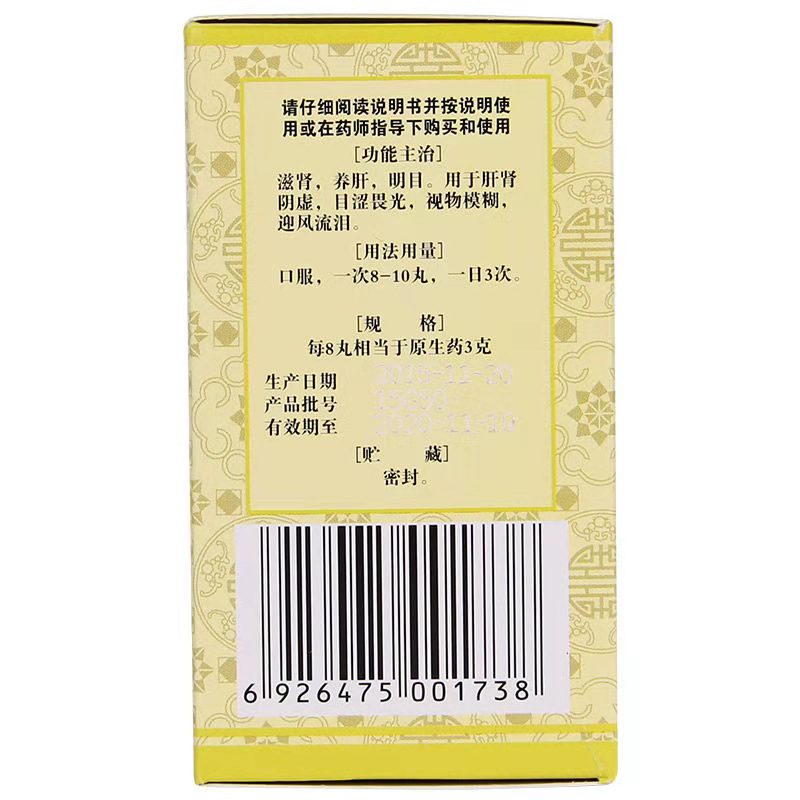 请仔细阅读说明书并按说明使
用或在药师指导下购买和使用
[功能主治]
滋肾，养肝，明目。用于肝肾
阴虚，目涩畏光，视物模糊，
迎风流泪。
[用法用量]
口服，一次8-10丸，一日3次。
[规 格]
每8丸相当于原生药3克
生产日期
产品批号
有效期至
[贮 藏]
密封。
6 926475 001738